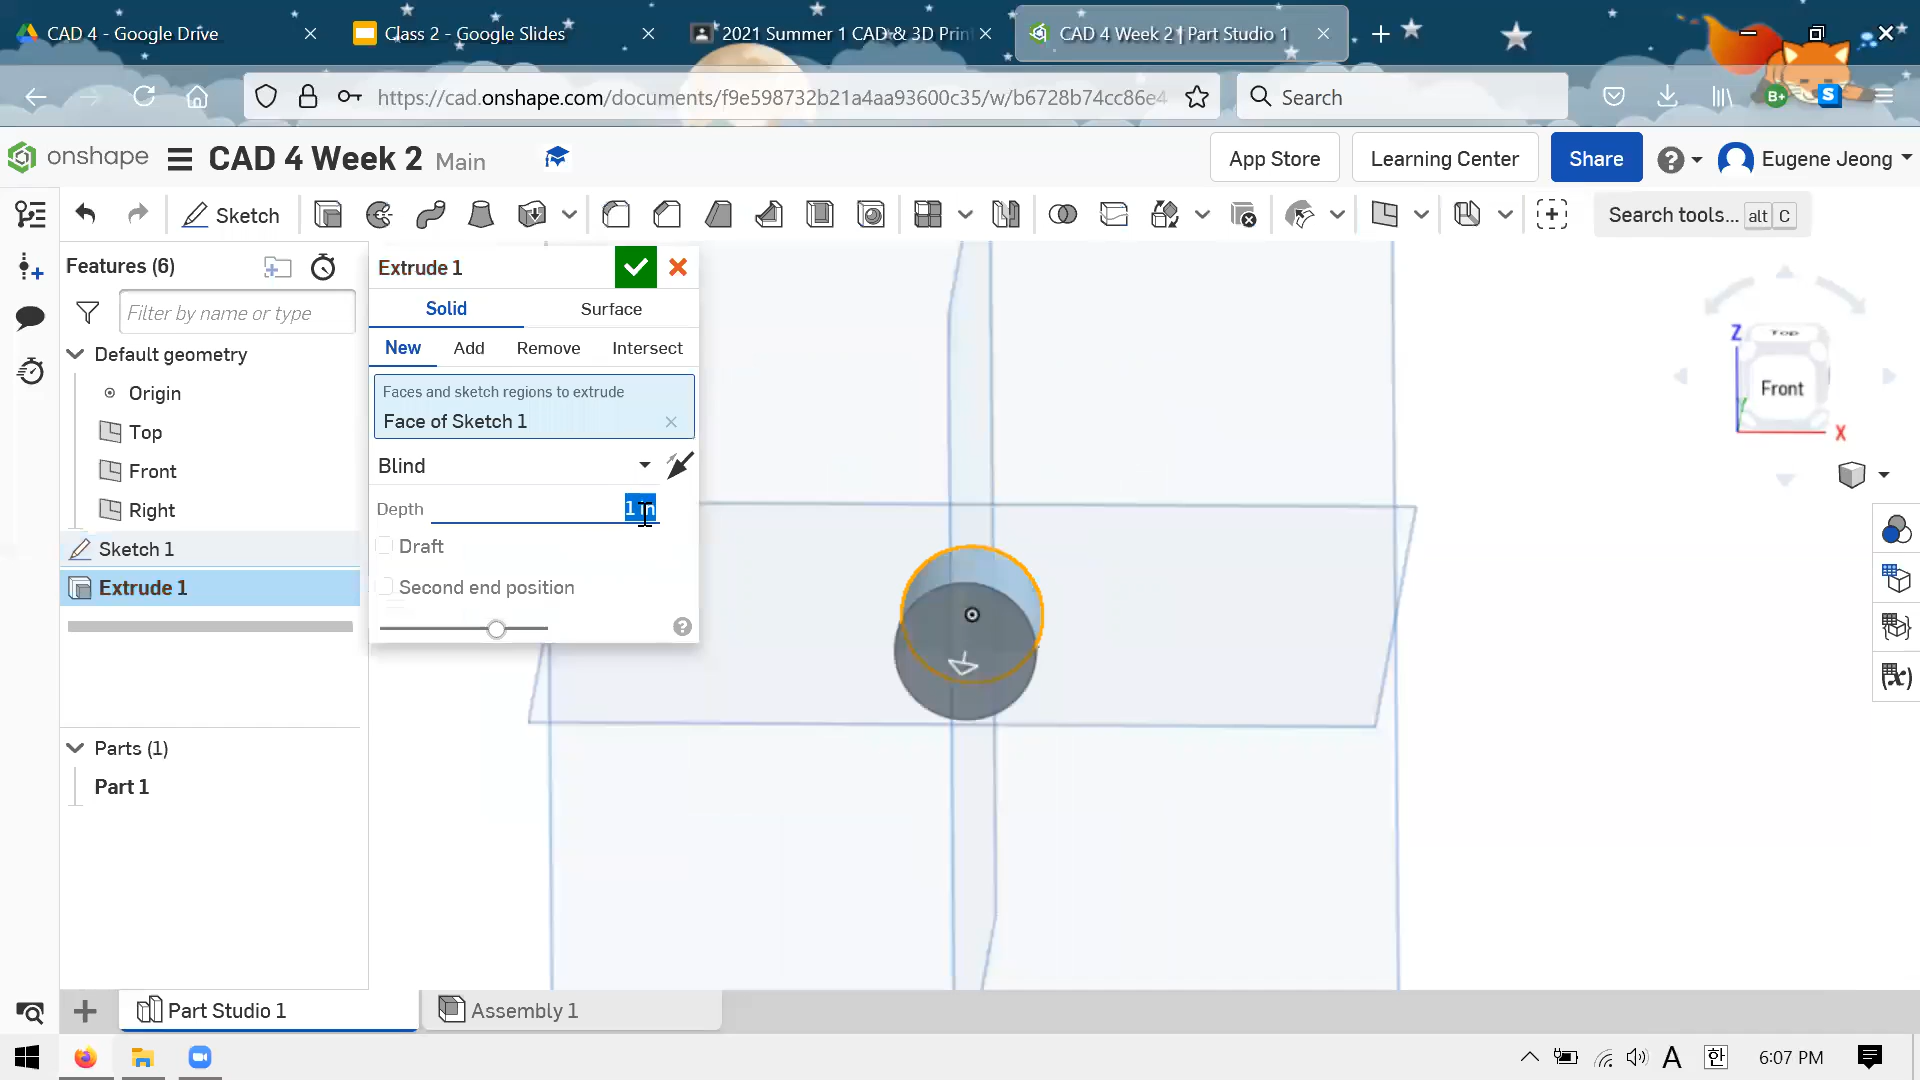 CAD 4 - Google Drive
Class 2 - Google Slides
2021 Summer 1 CAD & 3D Prin
CAD 4 Week 2 | Part Studio 1
https://cad.onshape.com/documents/f9e598732b21a4aa93600c35/w/b6728b74cc86e4
Search
B+
S
onshape
CAD 4 Week 2 Main
App Store
Learning Center
Share
Eugene Jeong
Sketch
Search tools... alt C
Features (6)
Filter by name or type
Default geometry
Origin
Top
Front
Right
Sketch 1
Extrude 1
Parts (1)
Part 1
Extrude 1
Solid
Surface
New
Add
Remove
Intersect
Faces and sketch regions to extrude
Face of Sketch 1
Blind
Depth 1 in
Draft
Second end position
Z
Top
Front
Y
X
(x)
Part Studio 1
Assembly 1
A
한
6:07 PM